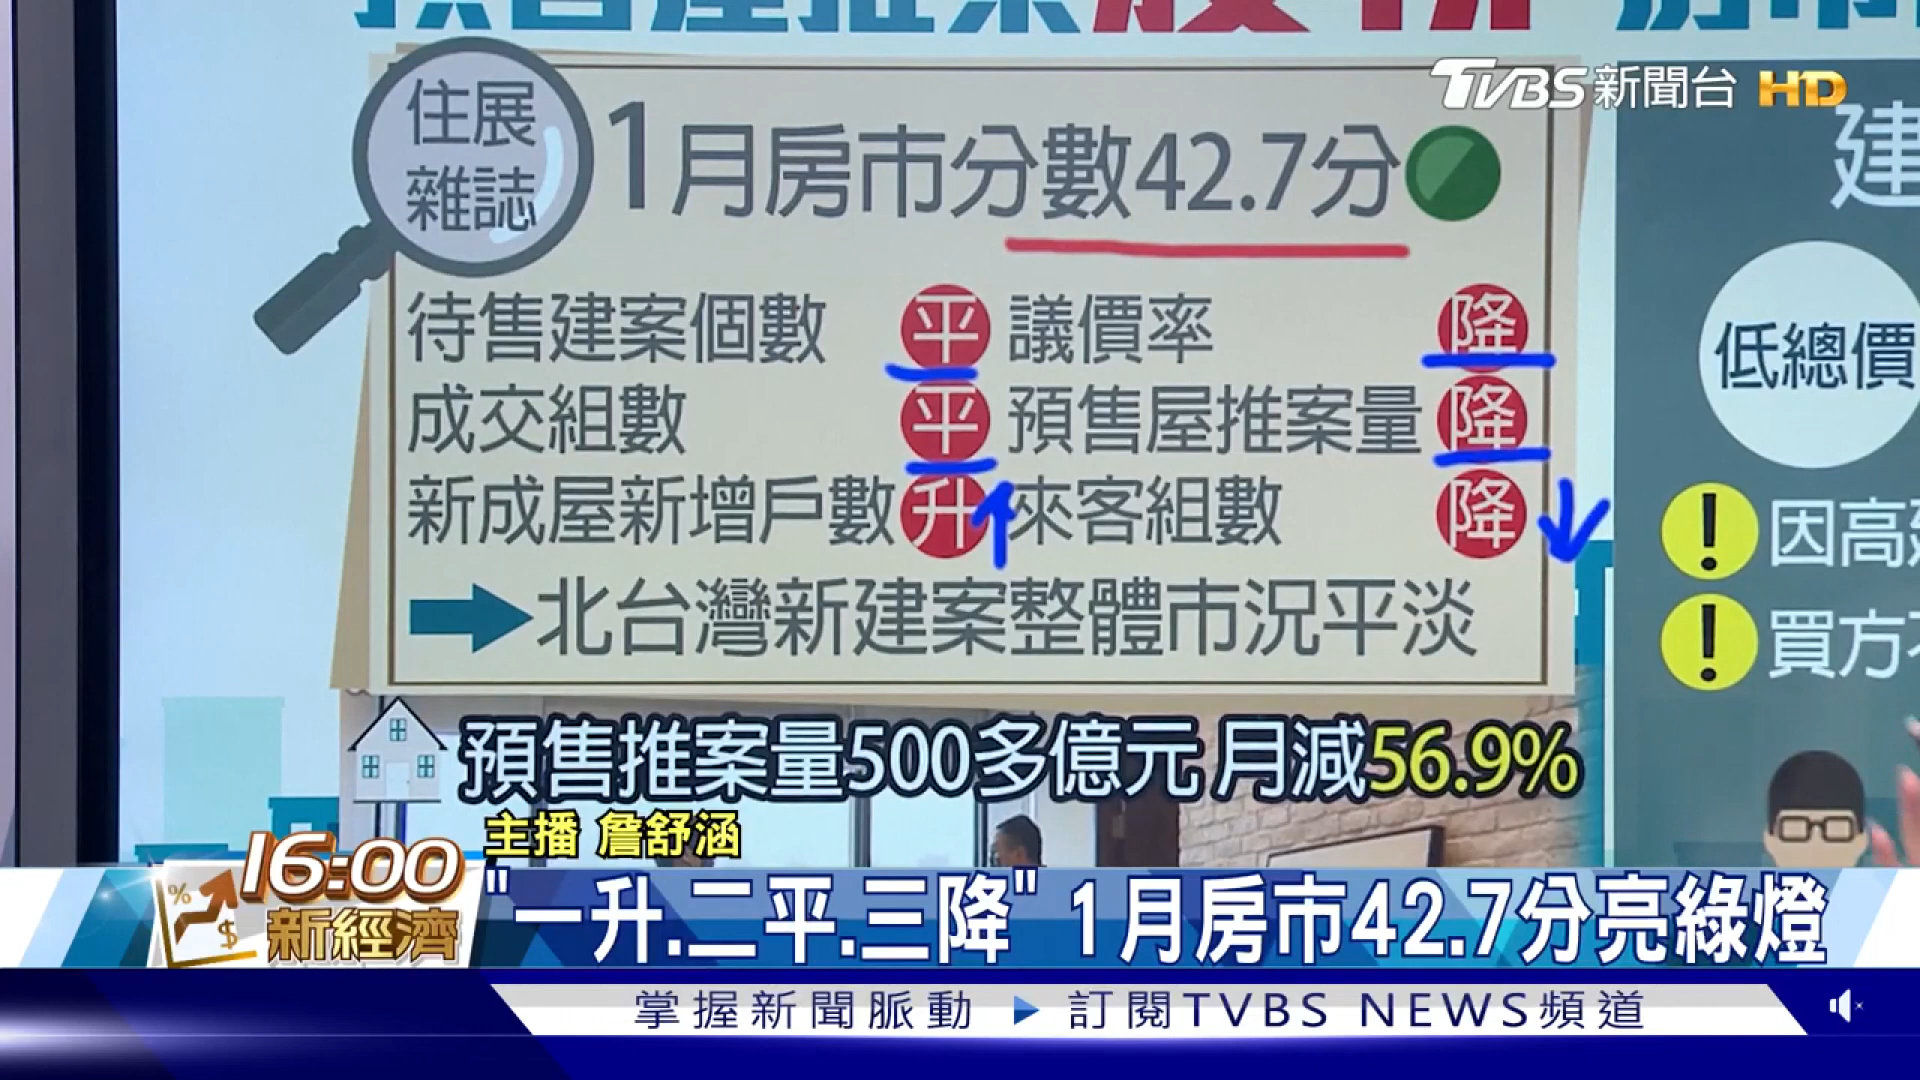 TVBS新聞台 HD
住展
雜誌
1月房市分數42.7分
待售建案個數 平 議價率 降
成交組數 平 預售屋推案量 降
新成屋新增戶數 升 來客組數 降
北台灣新建案整體市況平淡
建
低總價
! 因高
! 買方
預售推案量500多億元 月減56.9%
主播 詹舒涵
16:00
% $ 新經濟
"一升.二平.三降" 1月房市42.7分亮綠燈
掌握新聞脈動 ▶ 訂閱TVBS NEWS頻道